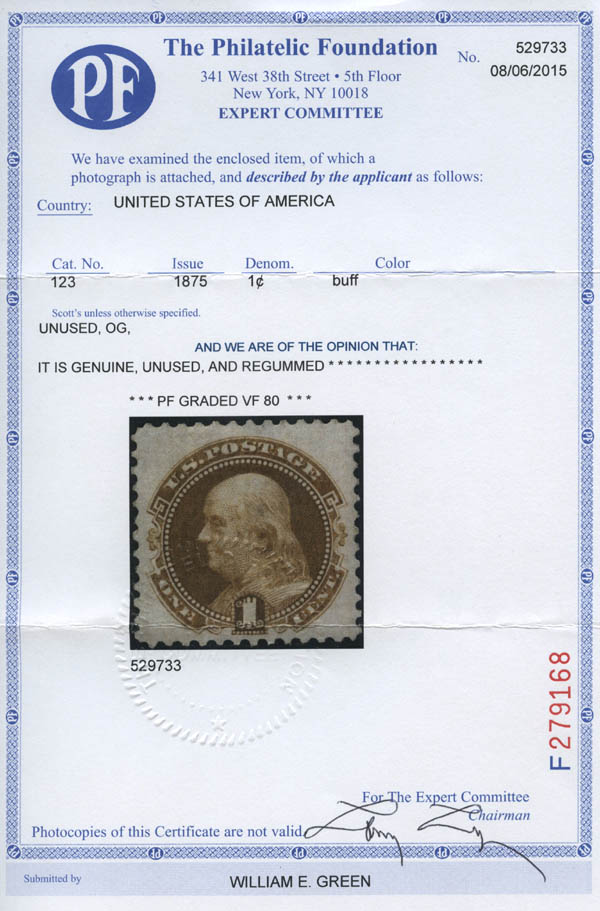 PF
The Philatelic Foundation
No. 529733
341 West 38th Street • 5th Floor
08/06/2015
New York, NY 10018
EXPERT COMMITTEE
We have examined the enclosed item, of which a
photograph is attached, and described by the applicant as follows:
Country: UNITED STATES OF AMERICA
Cat. No. Issue Denom. Color
123 1875 1¢ buff
Scott's unless otherwise specified.
UNUSED, OG,
AND WE ARE OF THE OPINION THAT:
IT IS GENUINE, UNUSED, AND REGUMMED * * * * * * * * * * * * * * * * *
* * * PF GRADED VF 80 * * *
U.S. POSTAGE
ONE 1 CENT
529733
F279168
For The Expert Committee
Chairman
Photocopies of this Certificate are not valid
Submitted by WILLIAM E. GREEN